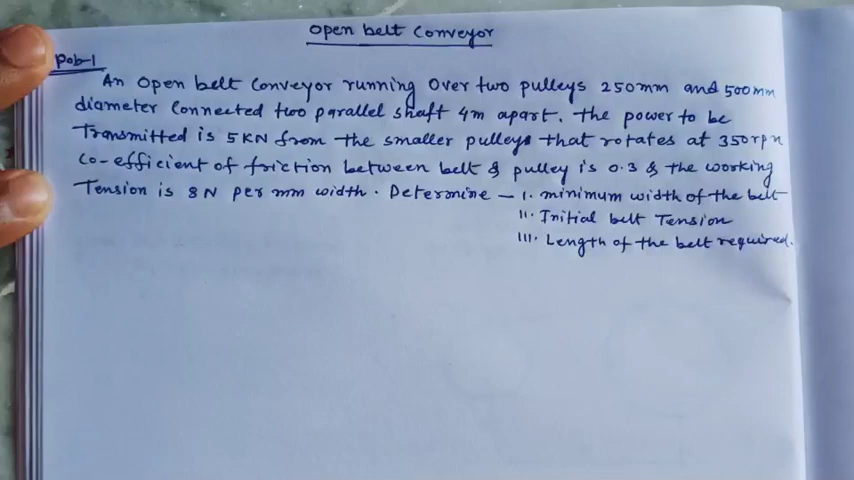 Open belt Conveyor
Pob-1
An Open belt Conveyor running Over two pulleys 250mm and 500mm
diameter Connected two parallel shaft 4m apart. The power to be
Transmitted is 5KN from the smaller pulleys that rotates at 350rpm
Co-efficient of friction between belt & pulley is 0.3 & the working
Tension is 8N per mm width. Determine - I. minimum width of the belt
II. Initial belt Tension
III. Length of the belt required.